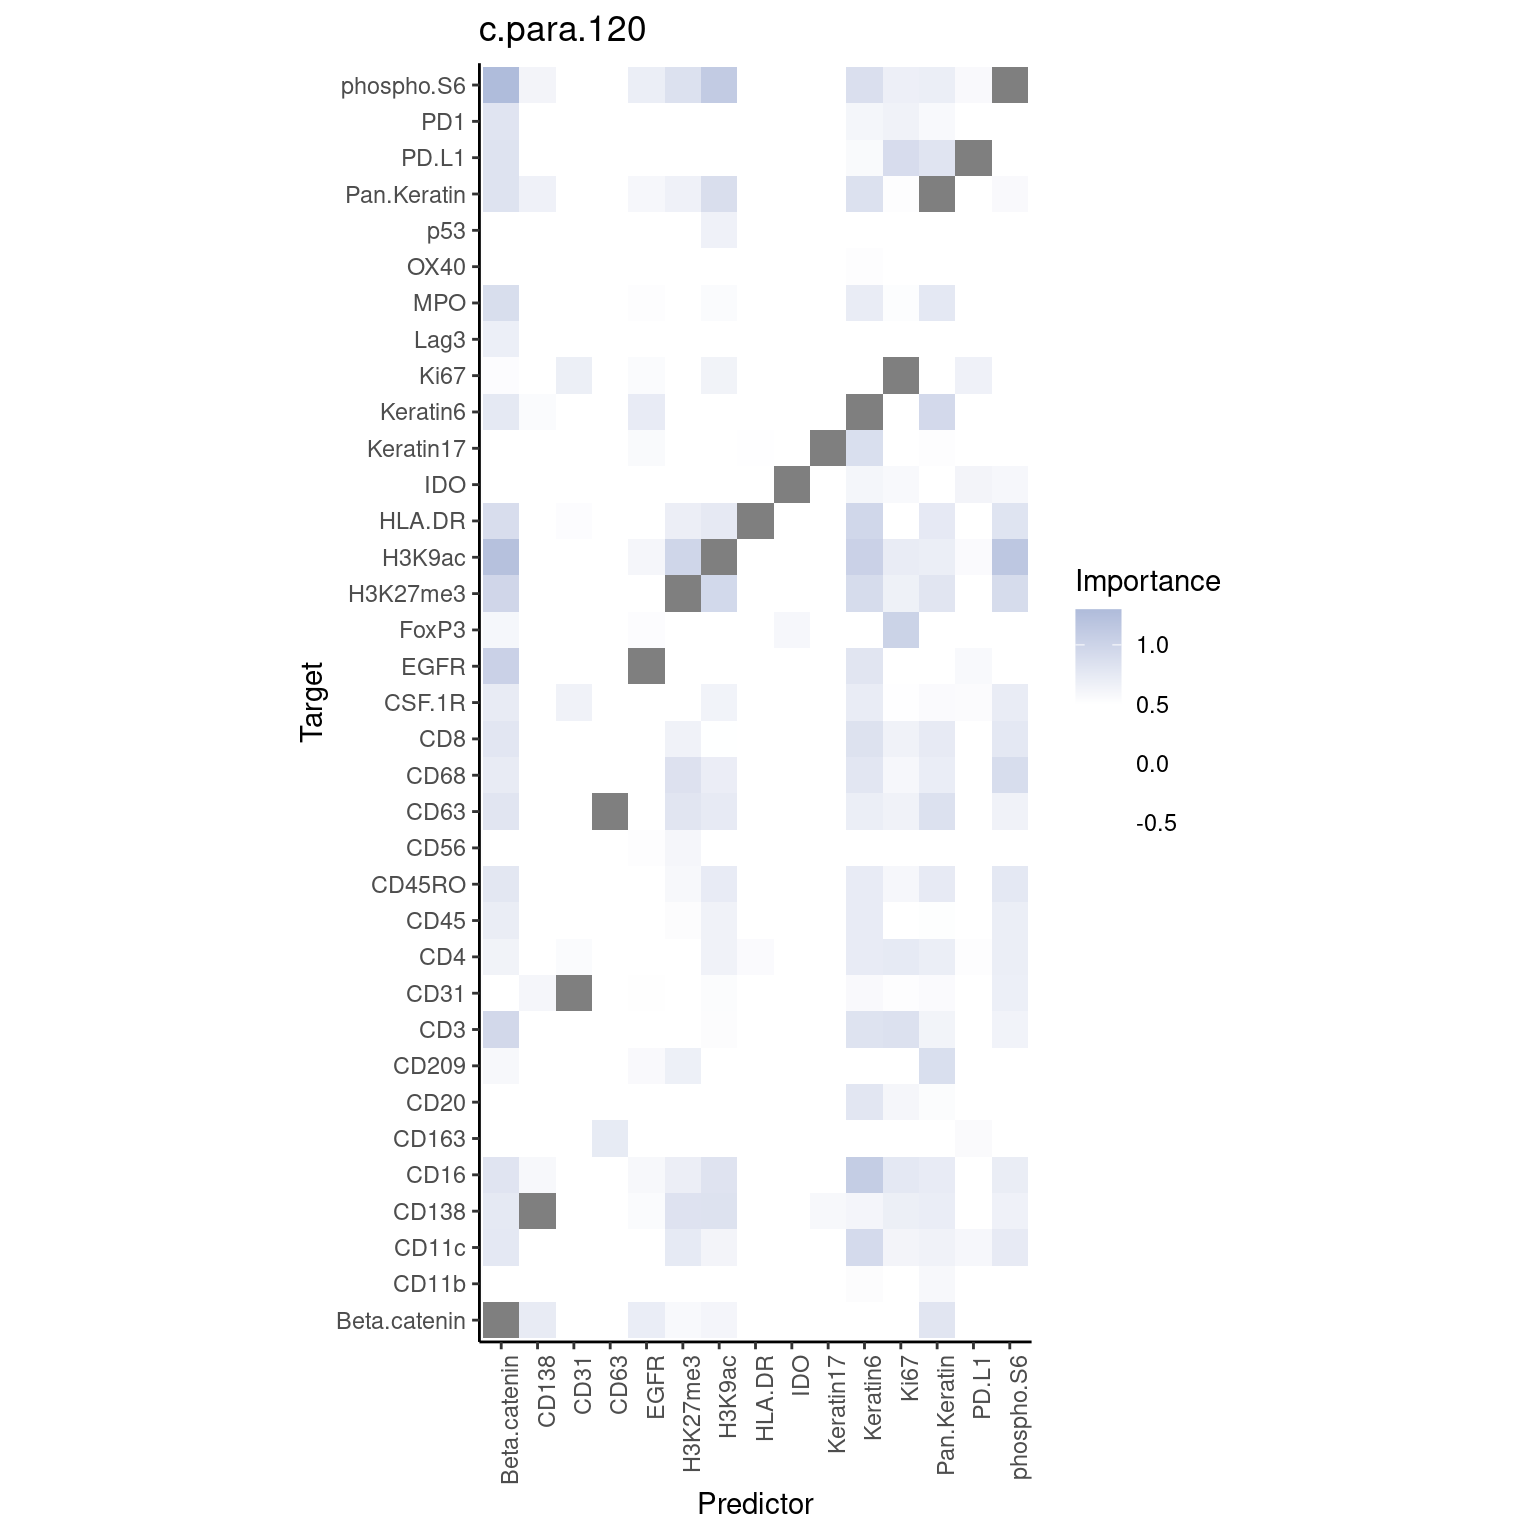 c.para.120
phospho.S6
PD1
PD.L1
Pan.Keratin
p53
OX40
MPO
Lag3
Ki67
Keratin6
Keratin17
IDO
HLA.DR
H3K9ac
H3K27me3
FoxP3
EGFR
CSF.1R
CD8
CD68
CD63
CD56
CD45RO
CD45
CD4
CD31
CD3
CD209
CD20
CD163
CD16
CD138
CD11c
CD11b
Beta.catenin
Target
Beta.catenin
CD138
CD31
CD63
EGFR
H3K27me3
H3K9ac
HLA.DR
IDO
Keratin17
Keratin6
Ki67
Pan.Keratin
PD.L1
phospho.S6
Predictor
Importance
1.0
0.5
0.0
-0.5